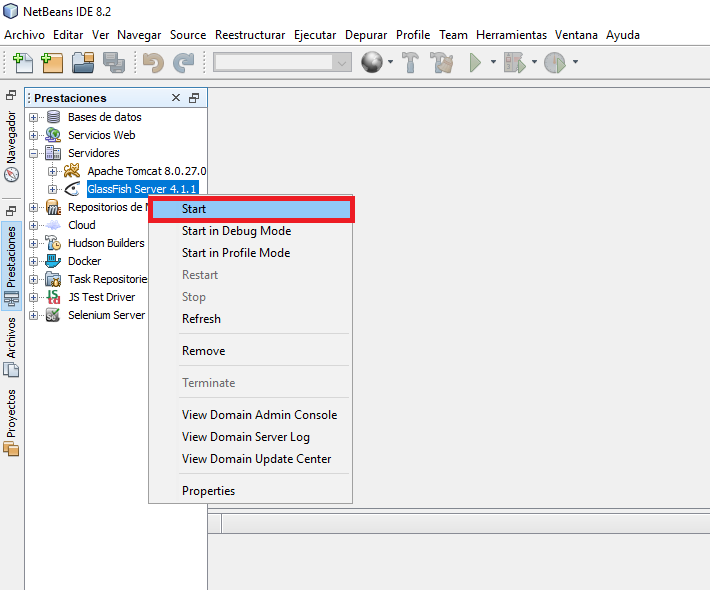 NetBeans IDE 8.2
Archivo Editar Ver Navegar Source Reestructurar Ejecutar Depurar Profile Team Herramientas Ventana Ayuda
Navegador
Prestaciones
Archivos
Proyectos
Prestaciones
Bases de datos
Servicios Web
Servidores
Apache Tomcat 8.0.27.0
GlassFish Server 4.1.1
Repositorios de
Cloud
Hudson Builders
Docker
Task Repositorie
JS Test Driver
Selenium Server
Start
Start in Debug Mode
Start in Profile Mode
Restart
Stop
Refresh
Remove
Terminate
View Domain Admin Console
View Domain Server Log
View Domain Update Center
Properties